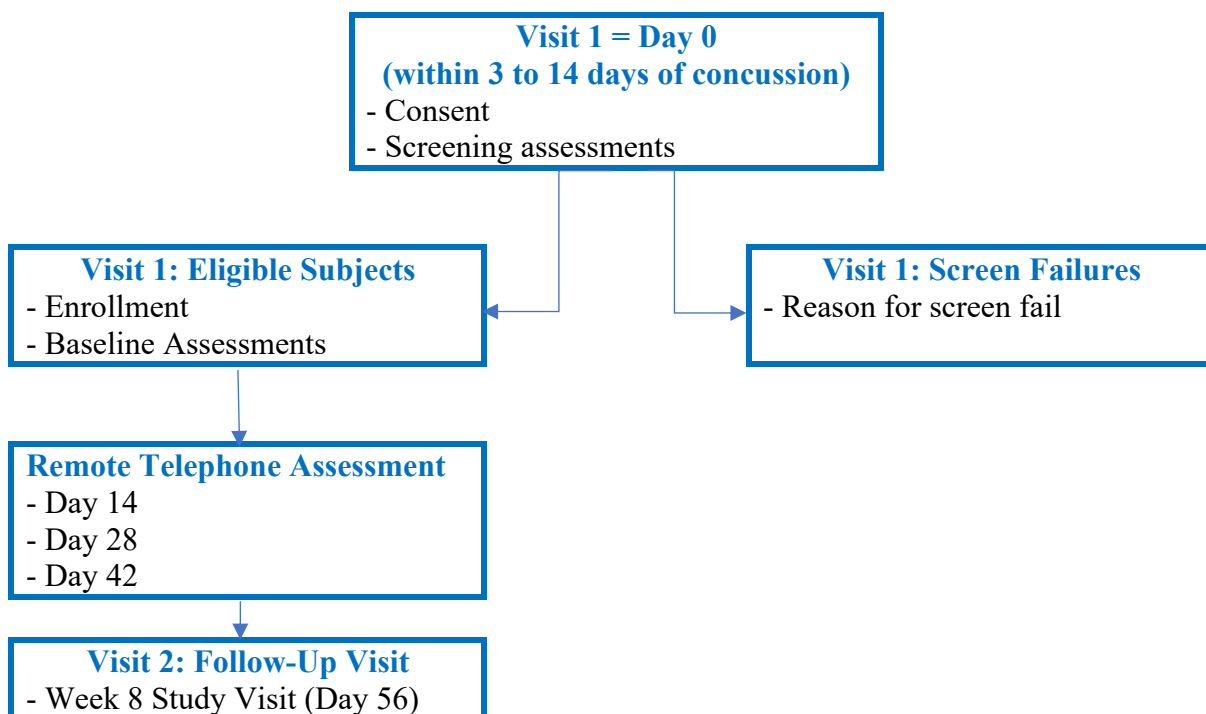 Visit 1 = Day 0
(within 3 to 14 days of concussion)
- Consent
- Screening assessments
Visit 1: Eligible Subjects
- Enrollment
- Baseline Assessments
Visit 1: Screen Failures
- Reason for screen fail
Remote Telephone Assessment
- Day 14
- Day 28
- Day 42
Visit 2: Follow-Up Visit
- Week 8 Study Visit (Day 56)